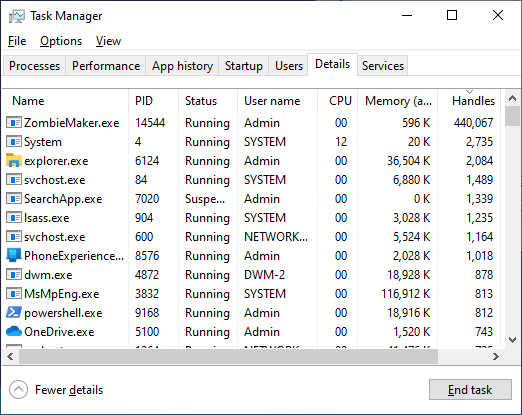 Task Manager
File Options View
Processes Performance App history Startup Users Details Services
Name PID Status User name CPU Memory (a... Handles
ZombieMaker.exe 14544 Running Admin 00 596 K 440,067
System 4 Running SYSTEM 12 20 K 2,735
explorer.exe 6124 Running Admin 00 36,504 K 2,084
svchost.exe 84 Running SYSTEM 00 6,880 K 1,489
SearchApp.exe 7020 Suspe... Admin 00 0 K 1,339
lsass.exe 904 Running SYSTEM 00 3,028 K 1,235
svchost.exe 600 Running NETWORK... 00 5,524 K 1,164
PhoneExperience... 8576 Running Admin 00 2,028 K 1,018
dwm.exe 4872 Running DWM-2 00 18,928 K 878
MsMpEng.exe 3832 Running SYSTEM 00 116,912 K 813
powershell.exe 9168 Running Admin 00 18,916 K 812
OneDrive.exe 5100 Running Admin 00 1,520 K 743
Fewer details End task